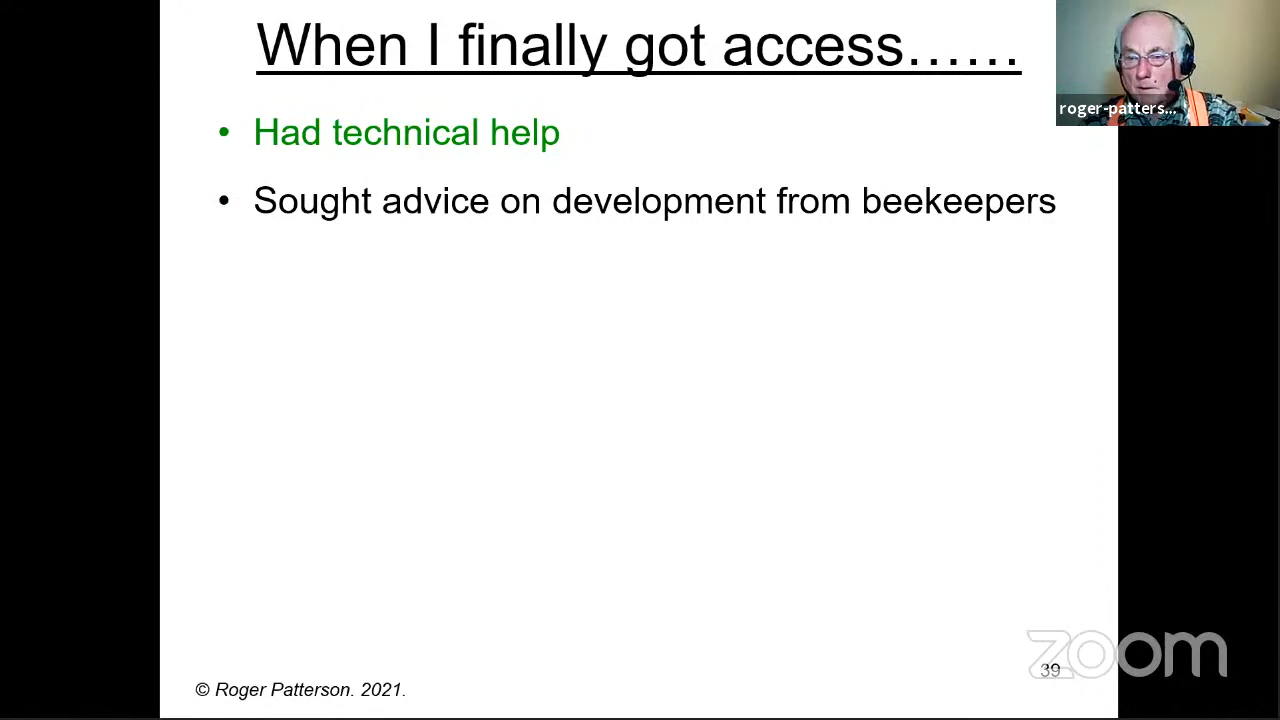 When I finally got access……
• Had technical help
• Sought advice on development from beekeepers
roger-patters...
© Roger Patterson. 2021.
39
zoom